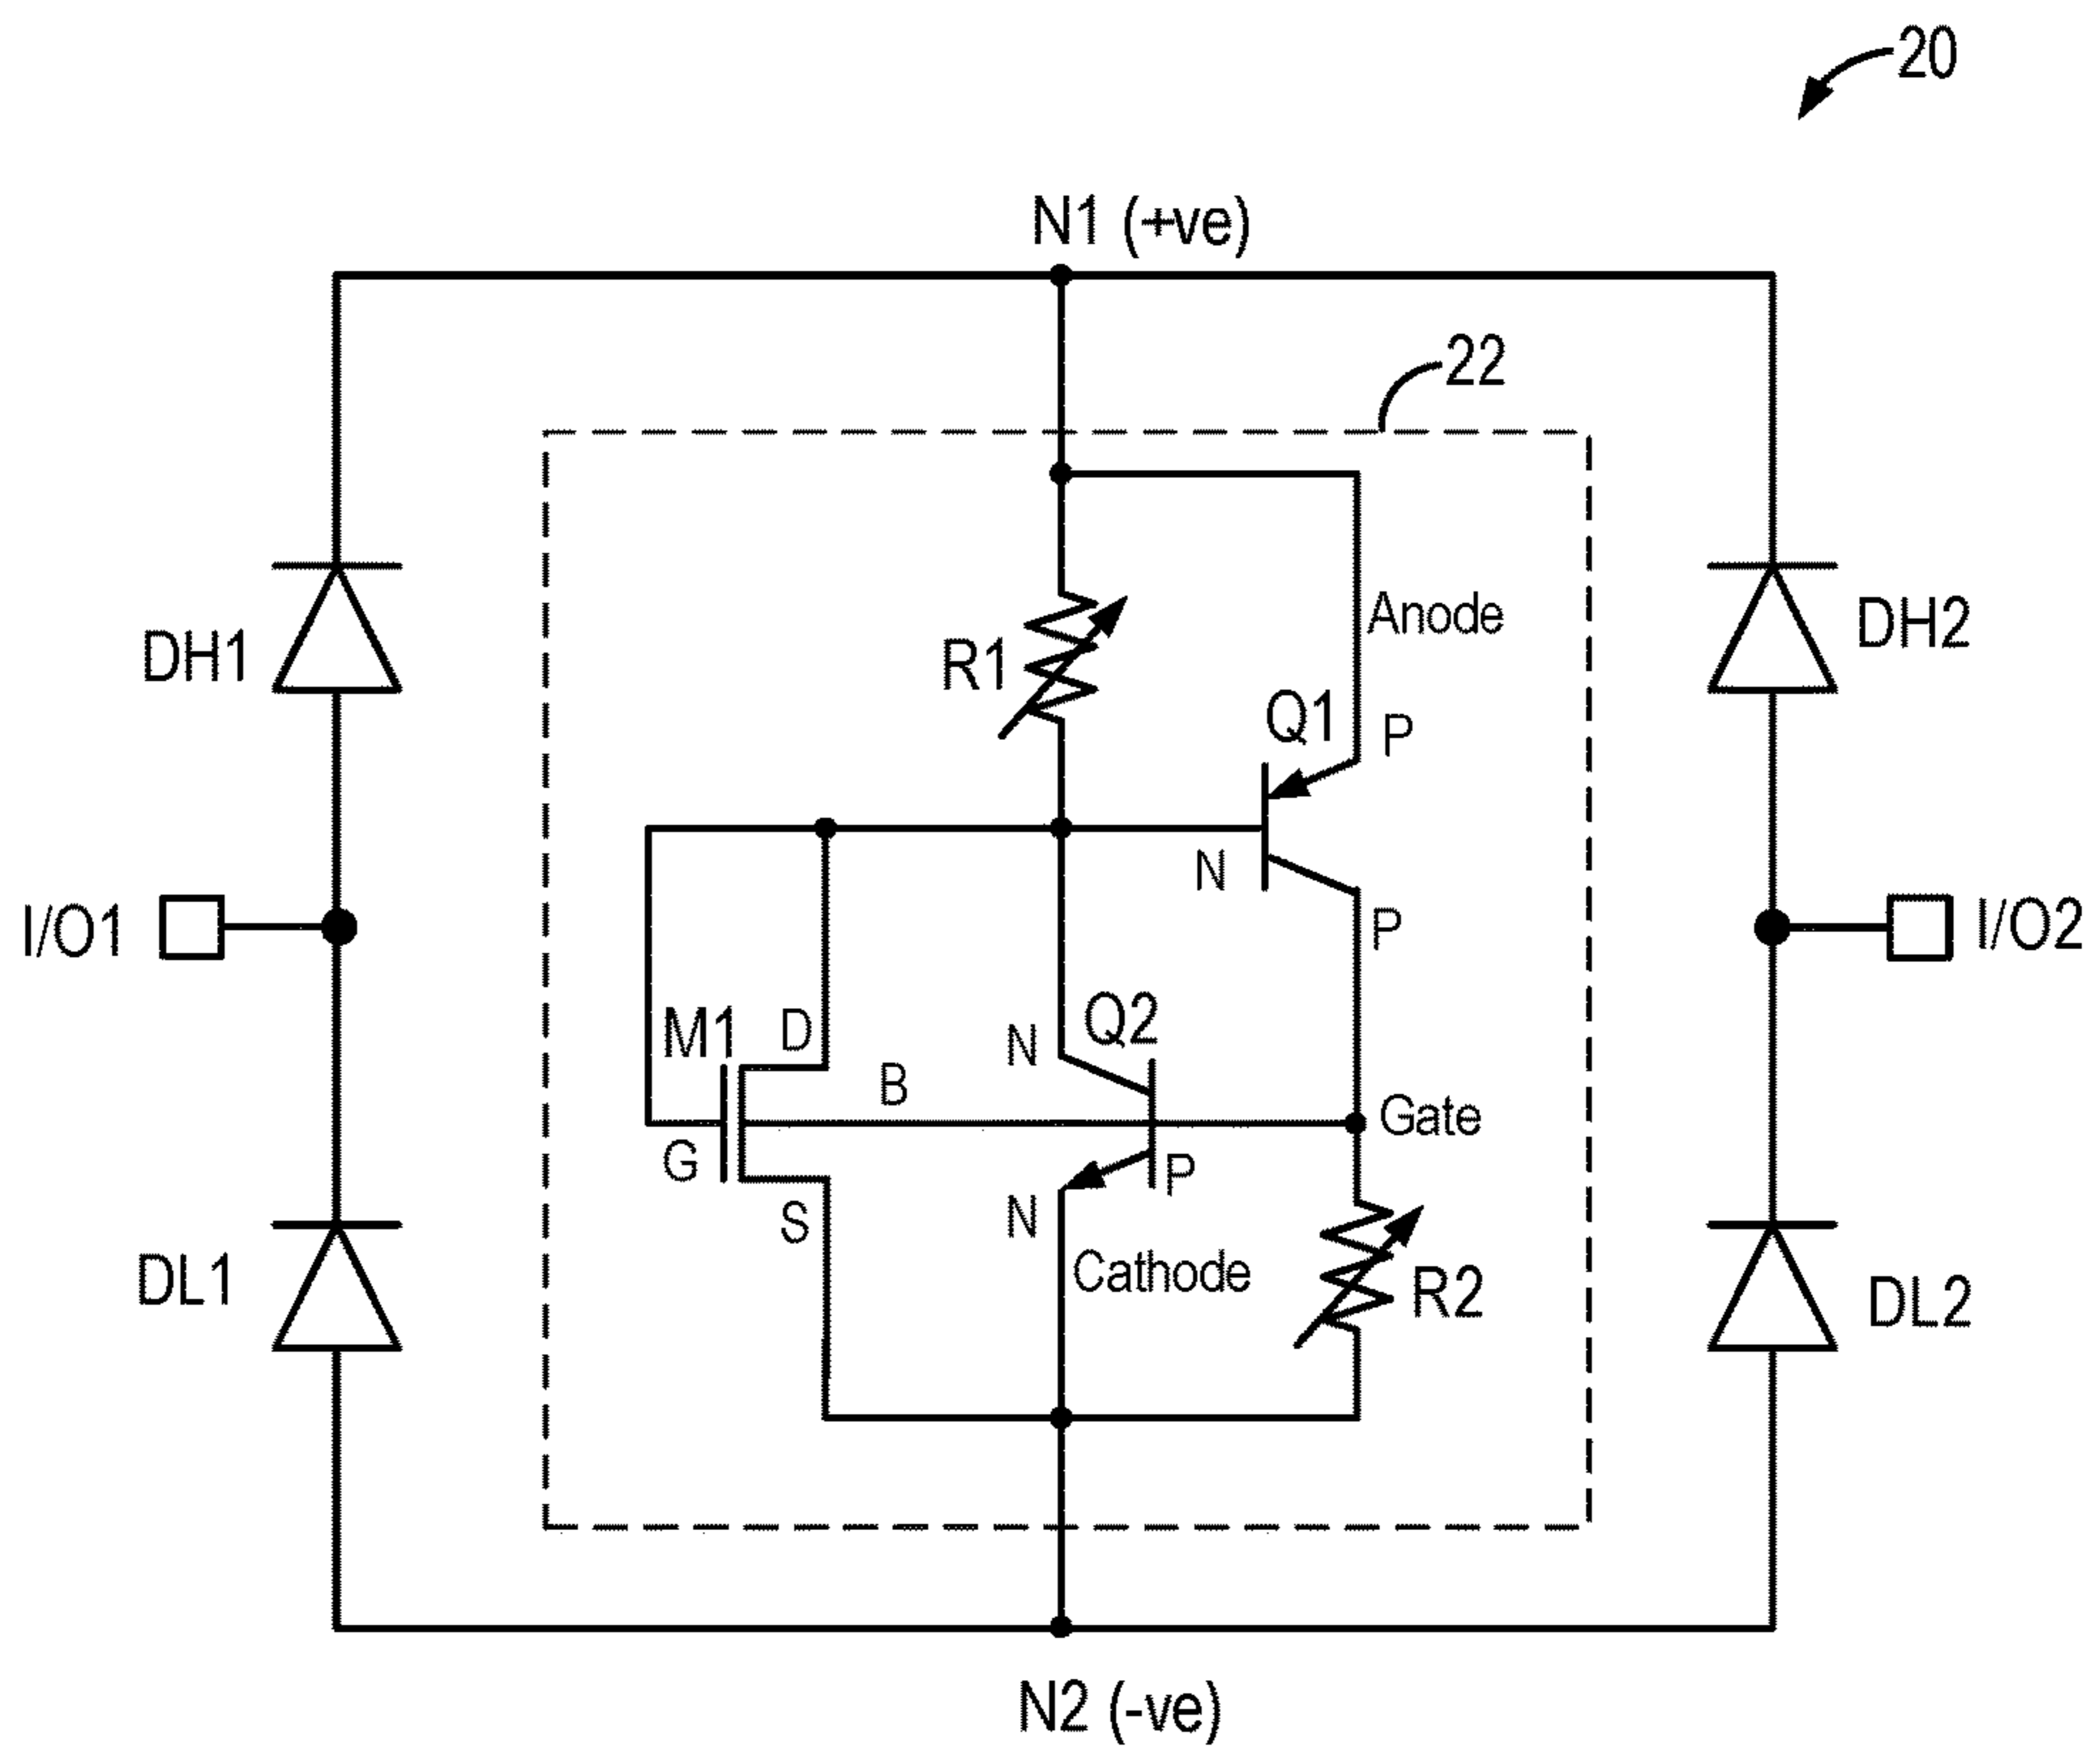 20
N1 (+ve)
22
Anode
DH1
R1
DH2
Q1
P
N
P
I/O1
I/O2
M1
D
N
Q2
B
Gate
G
P
S
N
Cathode
DL1
R2
DL2
N2 (-ve)